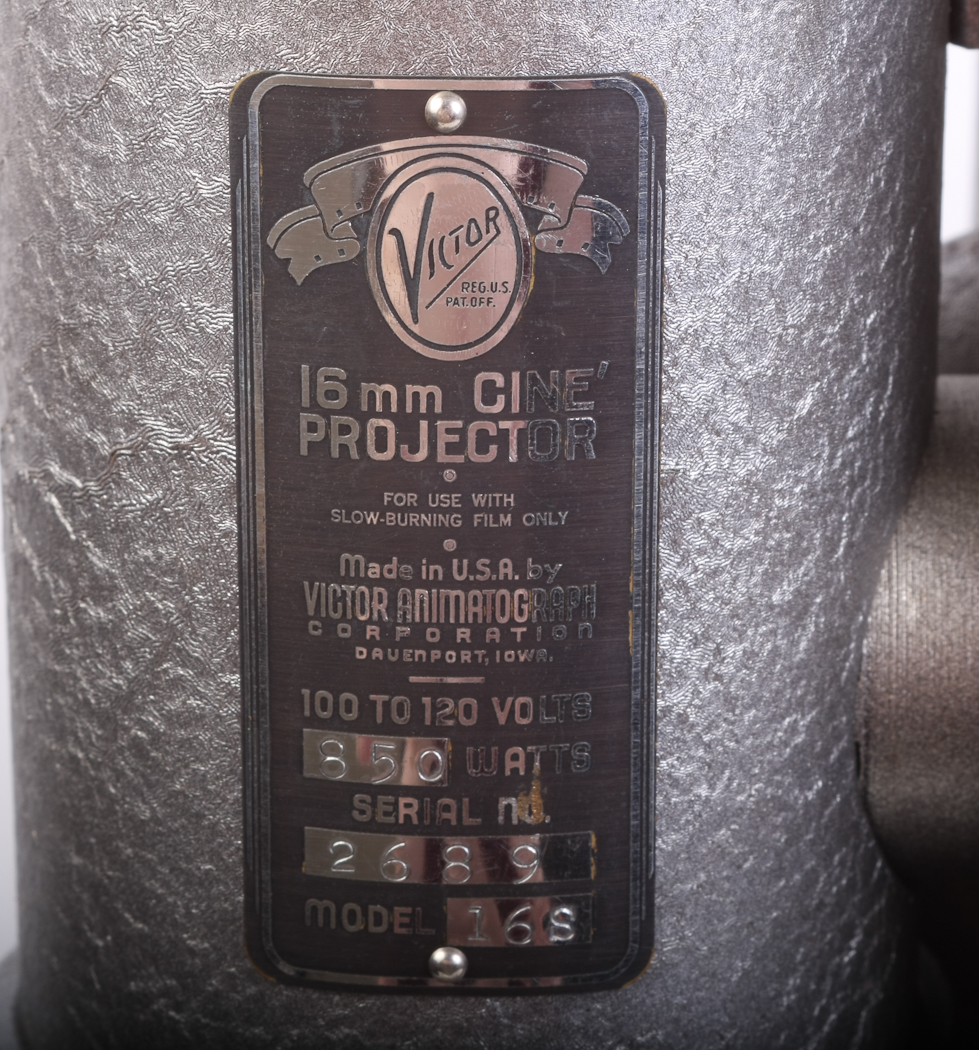 VICTOR
REG.U.S.
PAT.OFF.
16mm CINE'
PROJECTOR
FOR USE WITH
SLOW-BURNING FILM ONLY
Made in U.S.A. by
VICTOR ANIMATOGRAPH
CORPORATION
DAVENPORT, IOWA.
100 TO 120 VOLTS
850 WATTS
SERIAL no.
2689
MODEL 16S